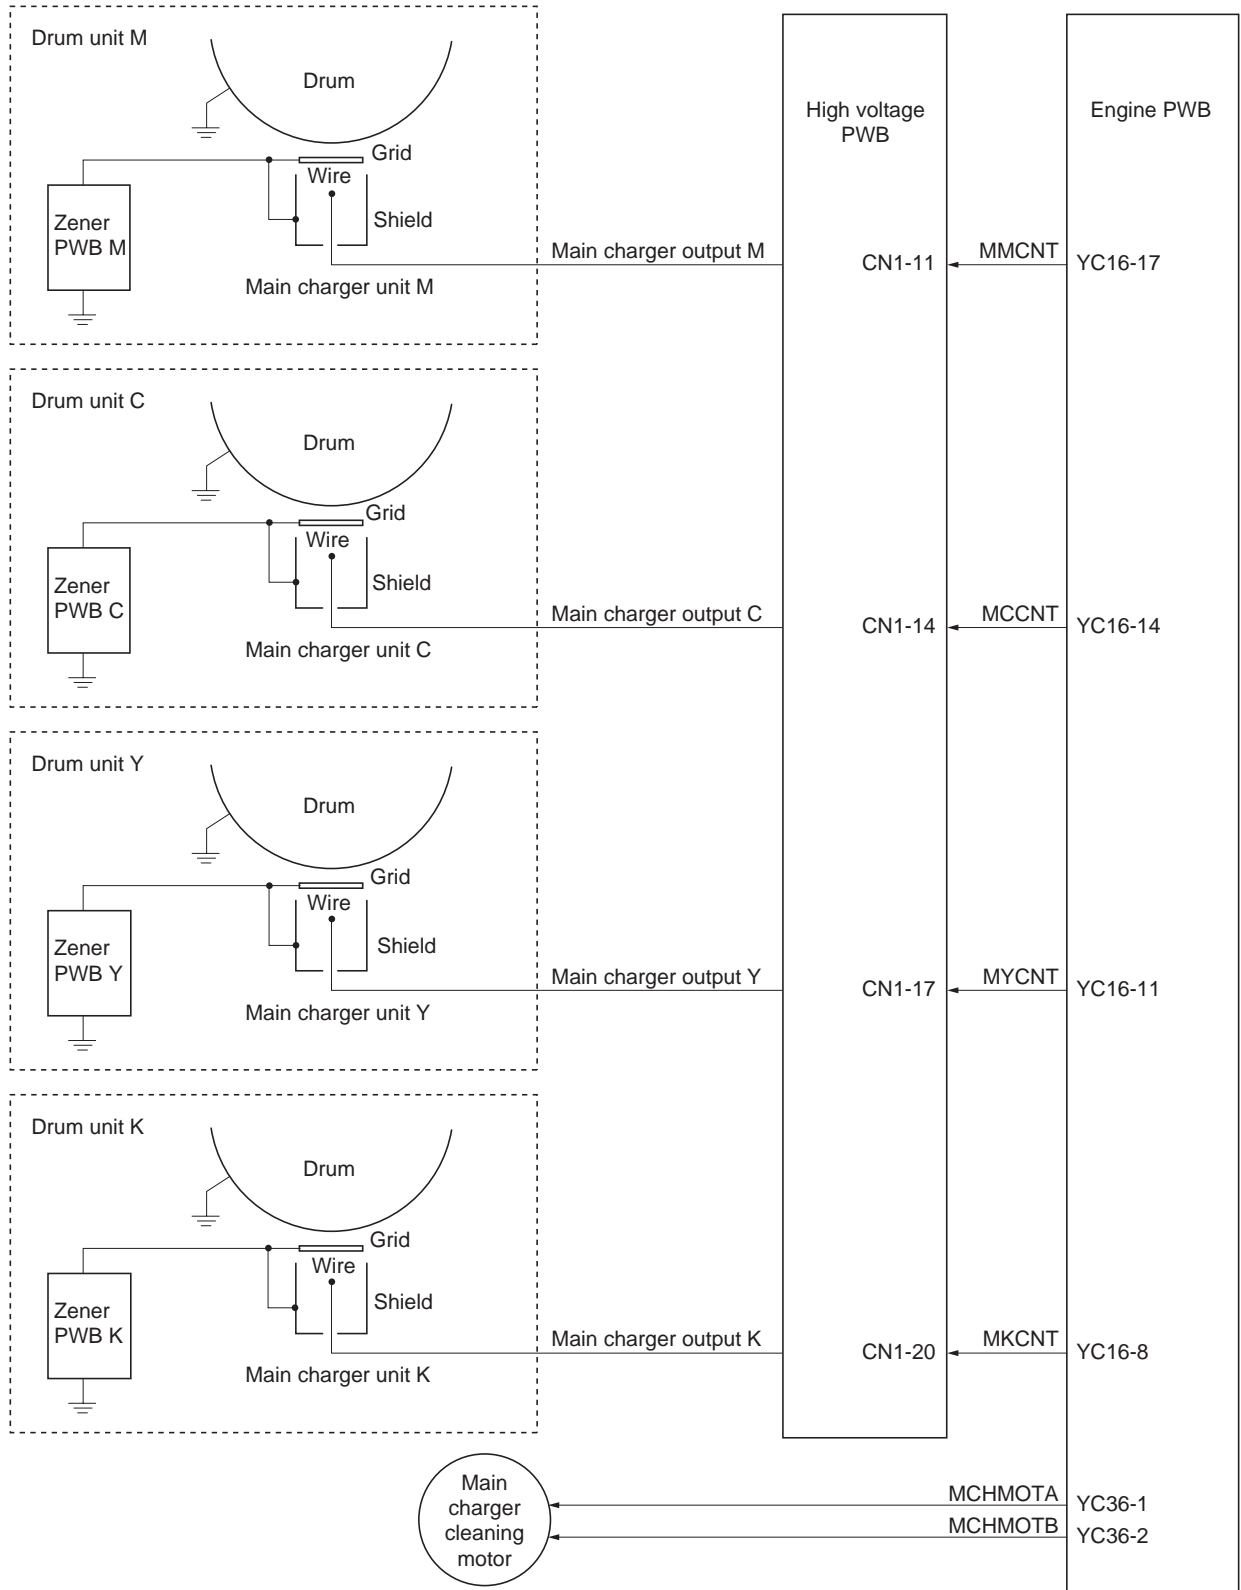 Drum unit M
Drum
High voltage
PWB
Engine PWB
Grid
Wire
Shield
Zener
PWB M
Main charger output M
CN1-11
MMCNT
YC16-17
Main charger unit M
Drum unit C
Drum
Grid
Wire
Shield
Zener
PWB C
Main charger output C
CN1-14
MCCNT
YC16-14
Main charger unit C
Drum unit Y
Drum
Grid
Wire
Shield
Zener
PWB Y
Main charger output Y
CN1-17
MYCNT
YC16-11
Main charger unit Y
Drum unit K
Drum
Grid
Wire
Shield
Zener
PWB K
Main charger output K
CN1-20
MKCNT
YC16-8
Main charger unit K
Main
charger
cleaning
motor
MCHMOTA
YC36-1
MCHMOTB
YC36-2